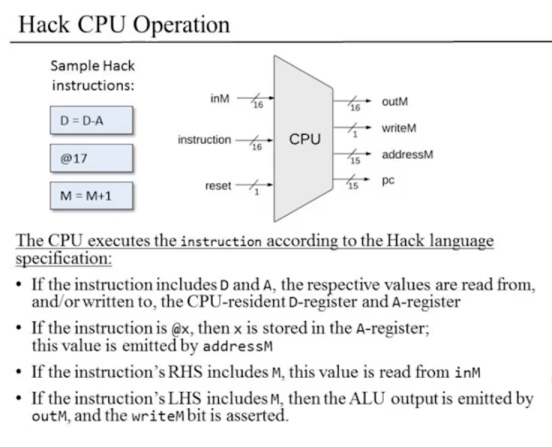 Hack CPU Operation
Sample Hack
instructions:
D = D-A
@17
M = M+1
inM
16
instruction
16
reset
1
CPU
16
outM
1
writeM
15
addressM
15
pc
The CPU executes the instruction according to the Hack language
specification:
• If the instruction includes D and A, the respective values are read from,
and/or written to, the CPU-resident D-register and A-register
• If the instruction is @x, then x is stored in the A-register;
this value is emitted by addressM
• If the instruction's RHS includes M, this value is read from inM
• If the instruction's LHS includes M, then the ALU output is emitted by
outM, and the writeM bit is asserted.